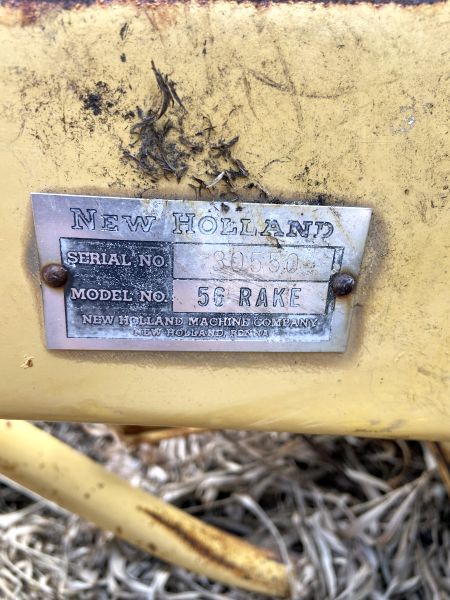 NEW HOLLAND
SERIAL NO. 30550
MODEL NO. 56 RAKE
NEW HOLLAND MACHINE COMPANY
NEW HOLLAND, PENNA